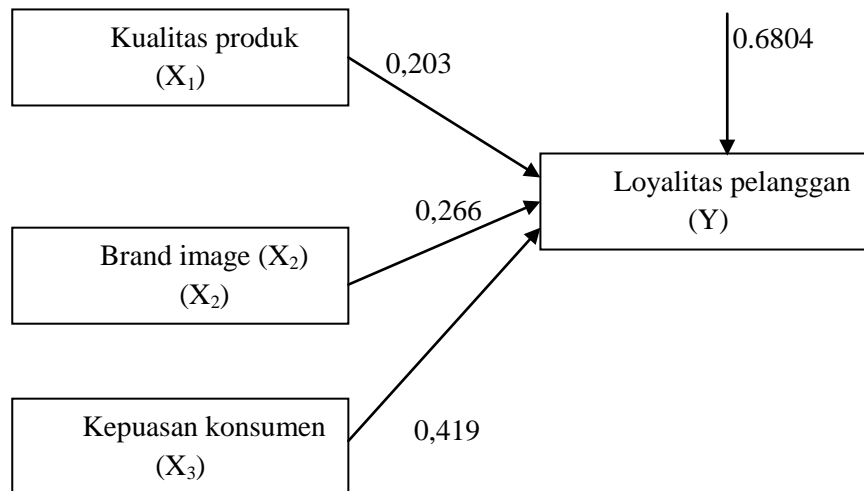 Kualitas produk
(X₁)
0,203
0.6804
Loyalitas pelanggan
(Y)
0,266
Brand image (X₂)
(X₂)
Kepuasan konsumen
(X₃)
0,419